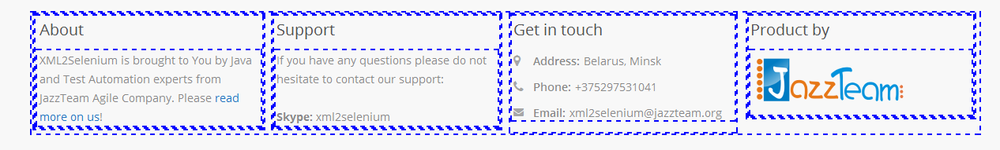 About
XML2Selenium is brought to You by Java
and Test Automation experts from
JazzTeam Agile Company. Please read
more on us!
Support
If you have any questions please do not
hesitate to contact our support:
Skype: xml2selenium
Get in touch
Address: Belarus, Minsk
Phone: +375297531041
Email: xml2selenium@jazzteam.org
Product by
JazzTeam